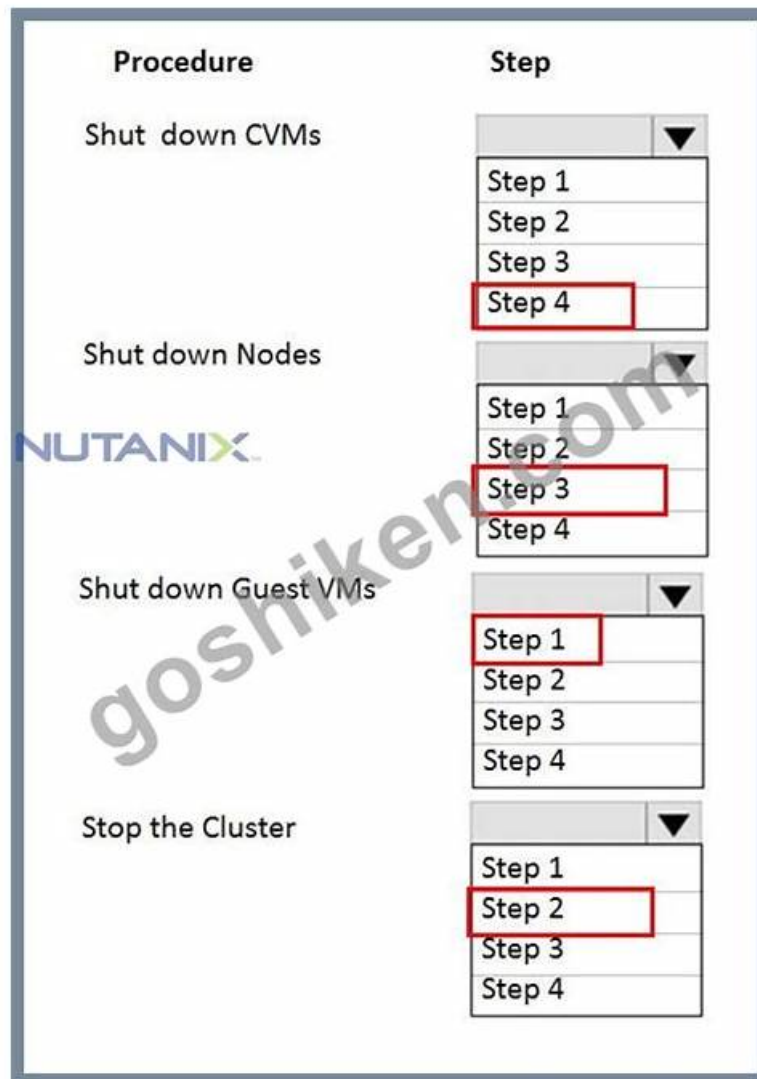 Procedure Step
Shut down CVMs
Step 1
Step 2
Step 3
Step 4
Shut down Nodes
Step 1
Step 2
Step 3
Step 4
NUTANIX
goshiken.com
Shut down Guest VMs
Step 1
Step 2
Step 3
Step 4
Stop the Cluster
Step 1
Step 2
Step 3
Step 4